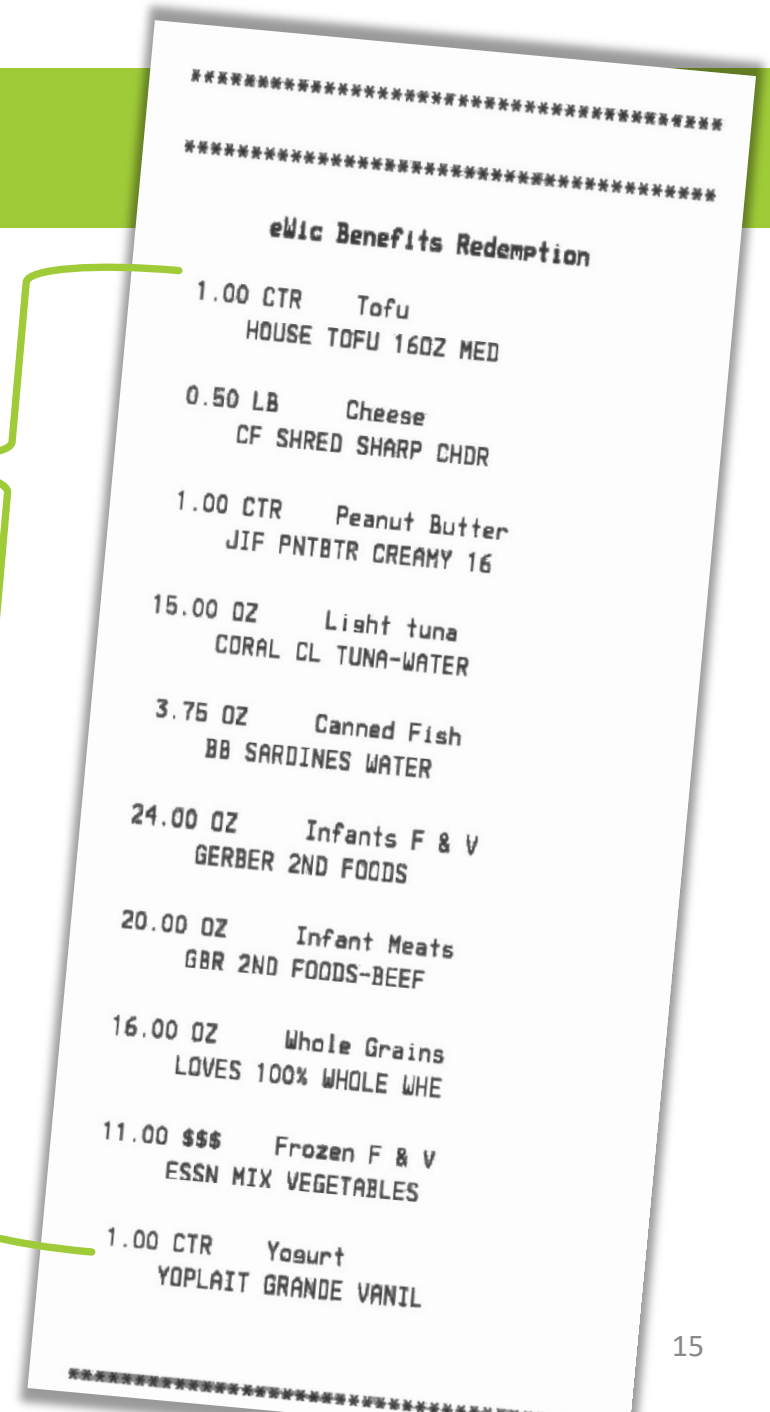 ****************************************
****************************************
eWic Benefits Redemption
1.00 CTR Tofu
HOUSE TOFU 16OZ MED
0.50 LB Cheese
CF SHRED SHARP CHDR
1.00 CTR Peanut Butter
JIF PNTBTR CREAMY 16
15.00 OZ Light tuna
CORAL CL TUNA-WATER
3.75 OZ Canned Fish
BB SARDINES WATER
24.00 OZ Infants F & V
GERBER 2ND FOODS
20.00 OZ Infant Meats
GBR 2ND FOODS-BEEF
16.00 OZ Whole Grains
LOVES 100% WHOLE WHE
11.00 $$$ Frozen F & V
ESSN MIX VEGETABLES
1.00 CTR Yogurt
YOPLAIT GRANDE VANIL
15
****************************************